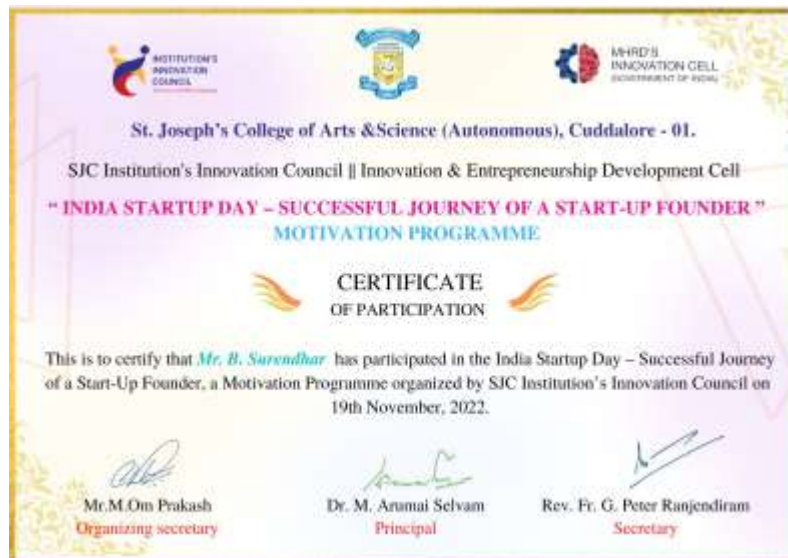 INSTITUTION'S
INNOVATION
COUNCIL
MHRD'S
INNOVATION CELL
(GOVERNMENT OF INDIA)
St. Joseph's College of Arts &Science (Autonomous), Cuddalore - 01.
SJC Institution's Innovation Council || Innovation & Entrepreneurship Development Cell
“ INDIA STARTUP DAY – SUCCESSFUL JOURNEY OF A START-UP FOUNDER ”
MOTIVATION PROGRAMME
CERTIFICATE
OF PARTICIPATION
This is to certify that Mr. B. Surendhar has participated in the India Startup Day – Successful Journey
of a Start-Up Founder, a Motivation Programme organized by SJC Institution's Innovation Council on
19th November, 2022.
Mr.M.Om Prakash
Organizing secretary
Dr. M. Arumai Selvam
Principal
Rev. Fr. G. Peter Ranjendiram
Secretary